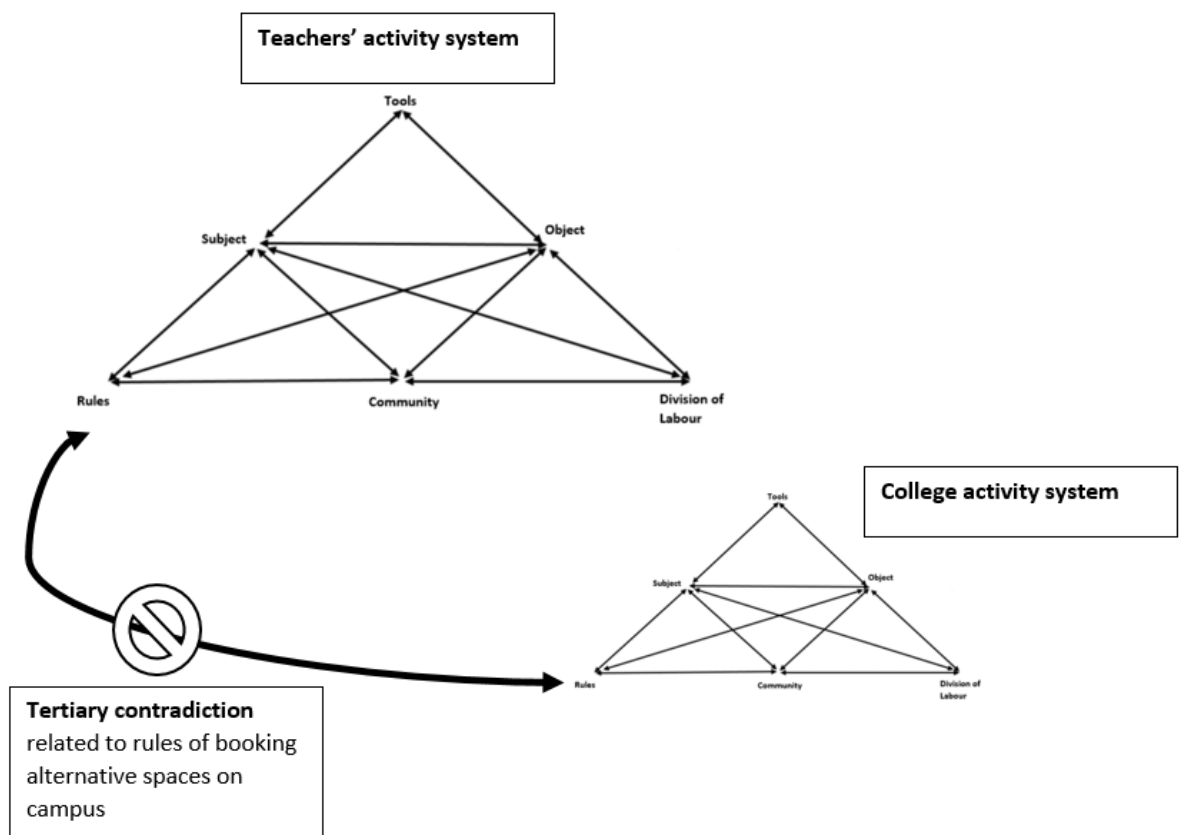 Teachers’ activity system
Tools
Subject
Object
Rules
Community
Division of
Labour
College activity system
Tools
Subject
Object
Rules
Community
Division of
Labour
Tertiary contradiction
related to rules of booking
alternative spaces on
campus